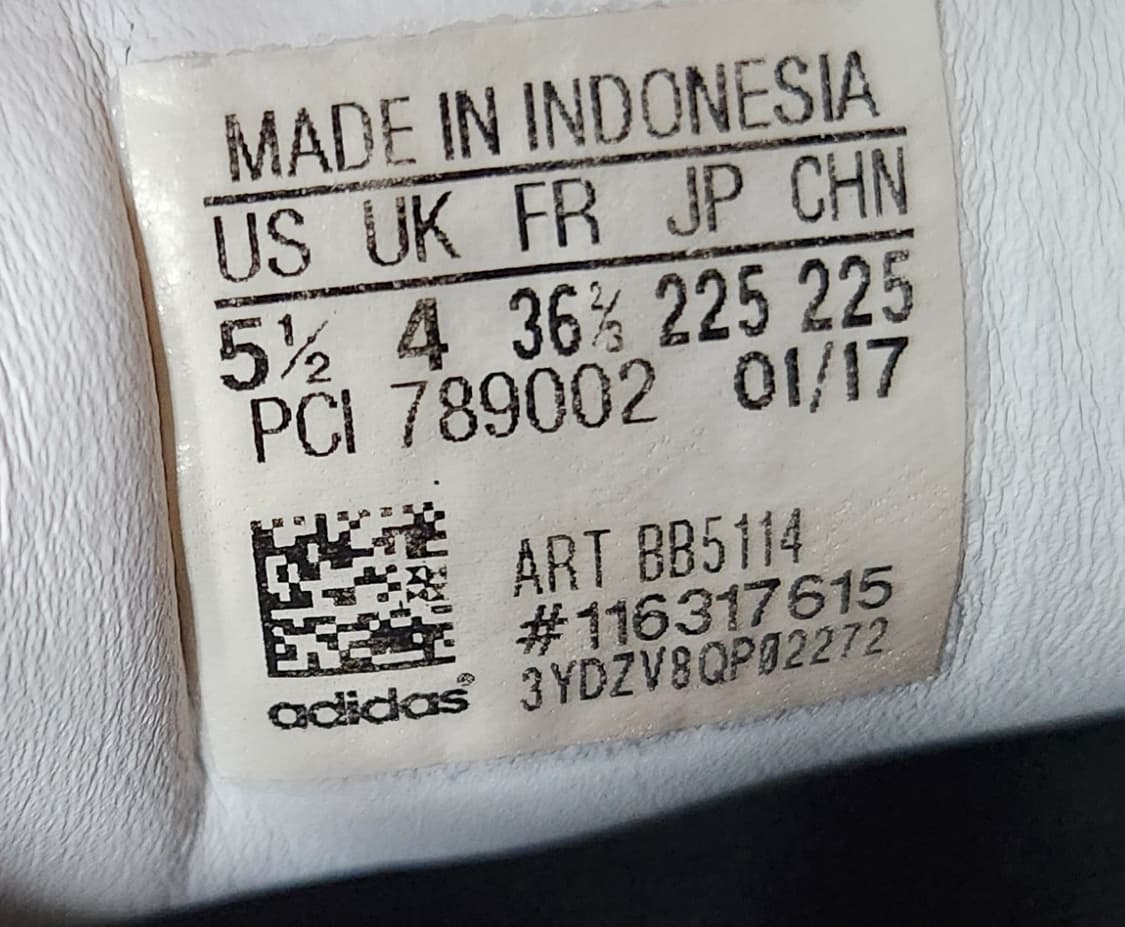 MADE IN INDONESIA
US UK FR JP CHN
5½ 4 36⅔ 225 225
PCI 789002 01/17
ART BB5114
#116317615
3YDZV8QP02272
adidas®